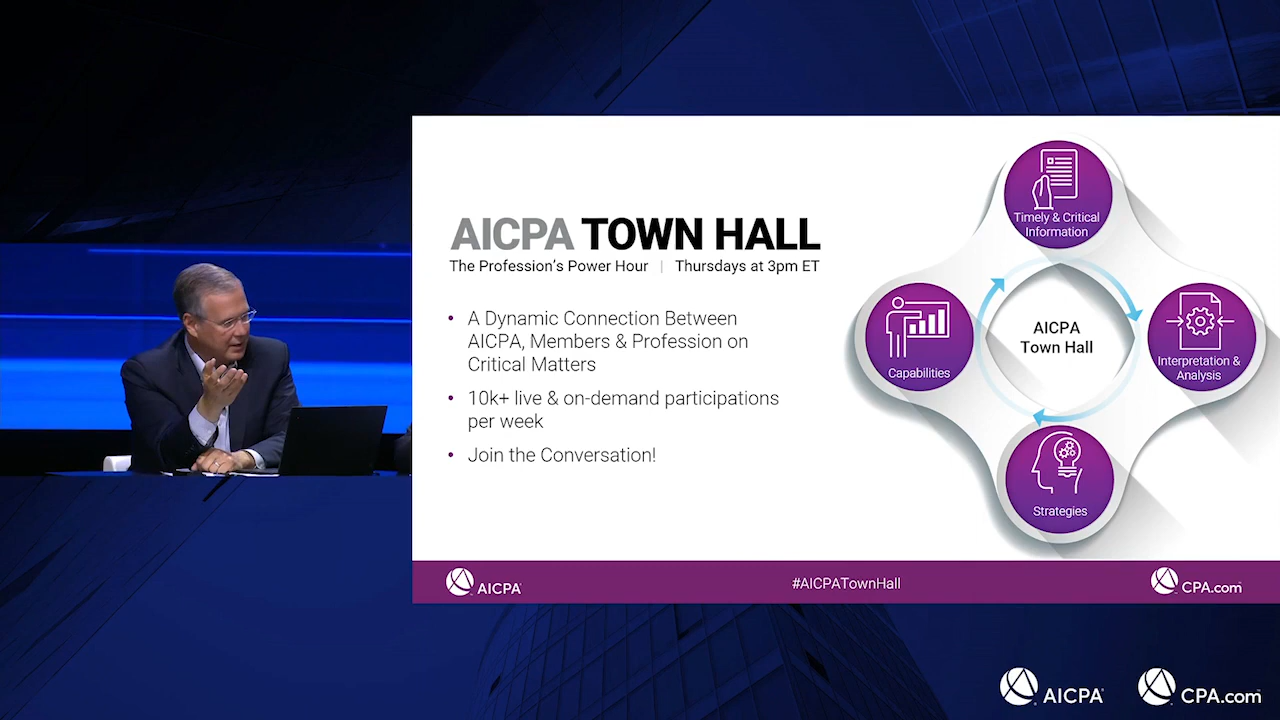 AICPA TOWN HALL
The Profession's Power Hour | Thursdays at 3pm ET
• A Dynamic Connection Between
AICPA, Members & Profession on
Critical Matters
• 10k+ live & on-demand participations
per week
• Join the Conversation!
Timely & Critical
Information
Capabilities
AICPA
Town Hall
Interpretation &
Analysis
Strategies
AICPA
#AICPATownHall
CPA.com
AICPA
CPA.com